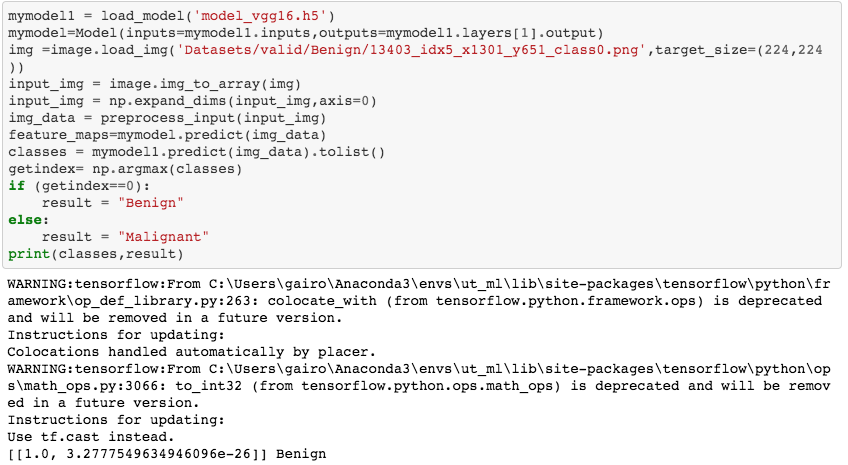 mymodel1 = load_model('model_vgg16.h5')
mymodel=Model(inputs=mymodel1.inputs,outputs=mymodel1.layers[1].output)
img =image.load_img('Datasets/valid/Benign/13403_idx5_x1301_y651_class0.png',target_size=(224,224
))
input_img = image.img_to_array(img)
input_img = np.expand_dims(input_img,axis=0)
img_data = preprocess_input(input_img)
feature_maps=mymodel.predict(img_data)
classes = mymodel1.predict(img_data).tolist()
getindex= np.argmax(classes)
if (getindex==0):
    result = "Benign"
else:
    result = "Malignant"
print(classes,result)
WARNING:tensorflow:From C:\Users\gairo\Anaconda3\envs\ut_ml\lib\site-packages\tensorflow\python\fr
amework\op_def_library.py:263: colocate_with (from tensorflow.python.framework.ops) is deprecated
and will be removed in a future version.
Instructions for updating:
Colocations handled automatically by placer.
WARNING:tensorflow:From C:\Users\gairo\Anaconda3\envs\ut_ml\lib\site-packages\tensorflow\python\op
s\math_ops.py:3066: to_int32 (from tensorflow.python.ops.math_ops) is deprecated and will be remov
ed in a future version.
Instructions for updating:
Use tf.cast instead.
[[1.0, 3.2777549634946096e-26]] Benign